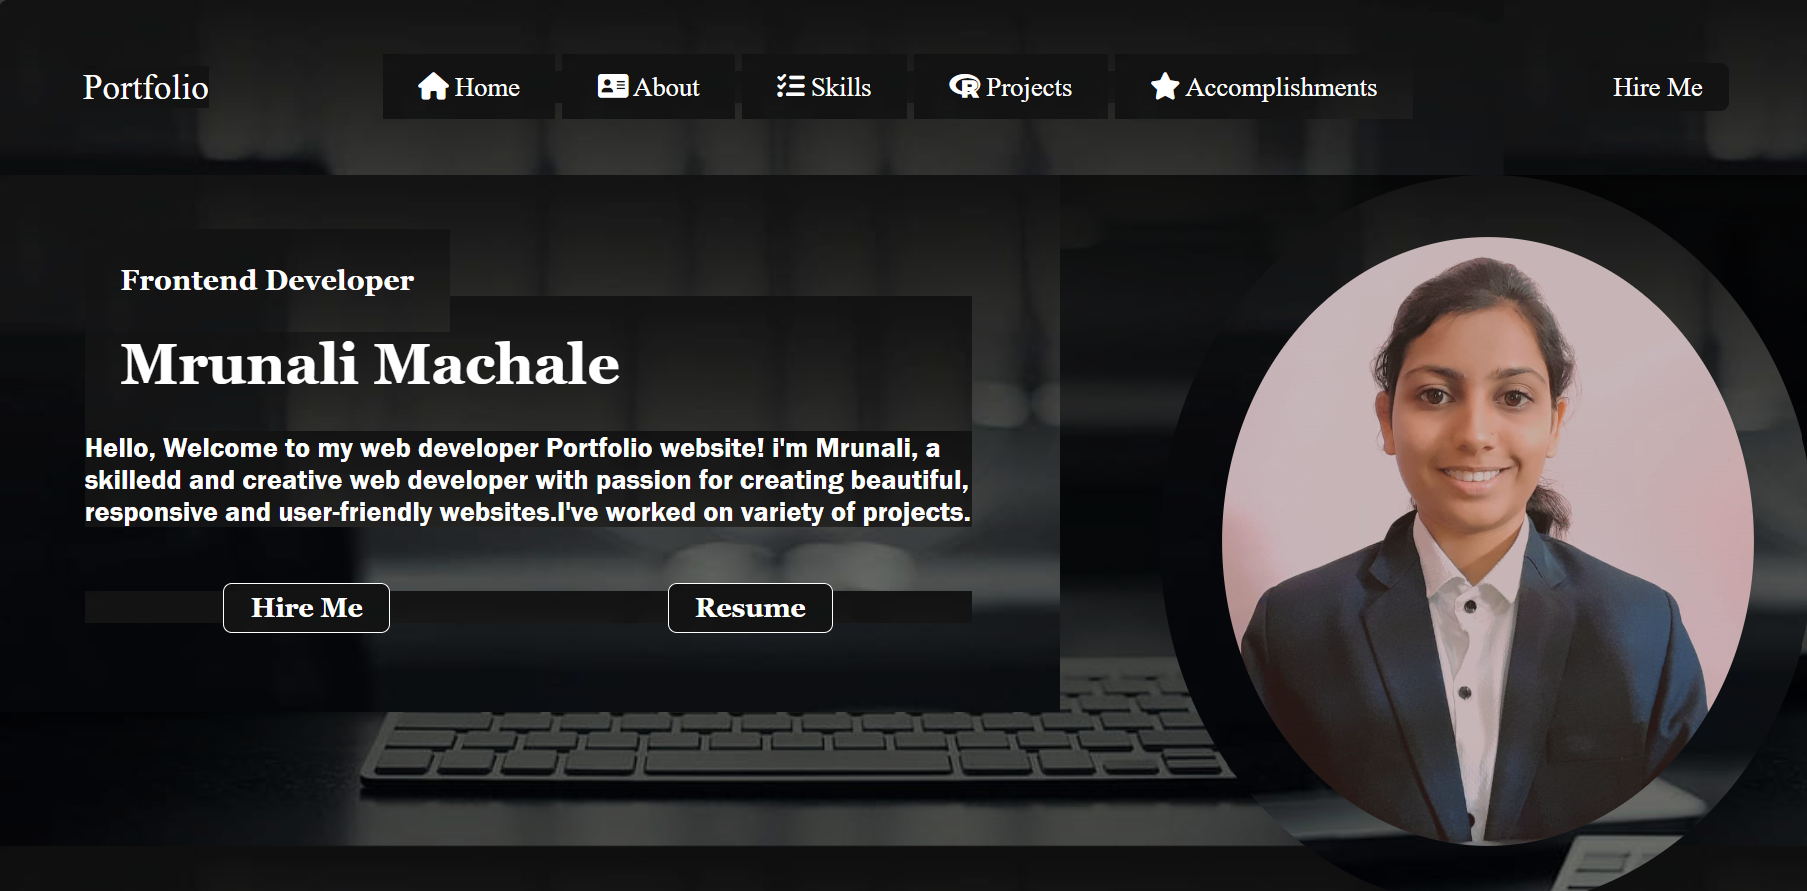 Portfolio
Home
About
Skills
Projects
Accomplishments
Hire Me
Frontend Developer
Mrunali Machale
Hello, Welcome to my web developer Portfolio website! i'm Mrunali, a
skilledd and creative web developer with passion for creating beautiful,
responsive and user-friendly websites.I've worked on variety of projects.
Hire Me
Resume